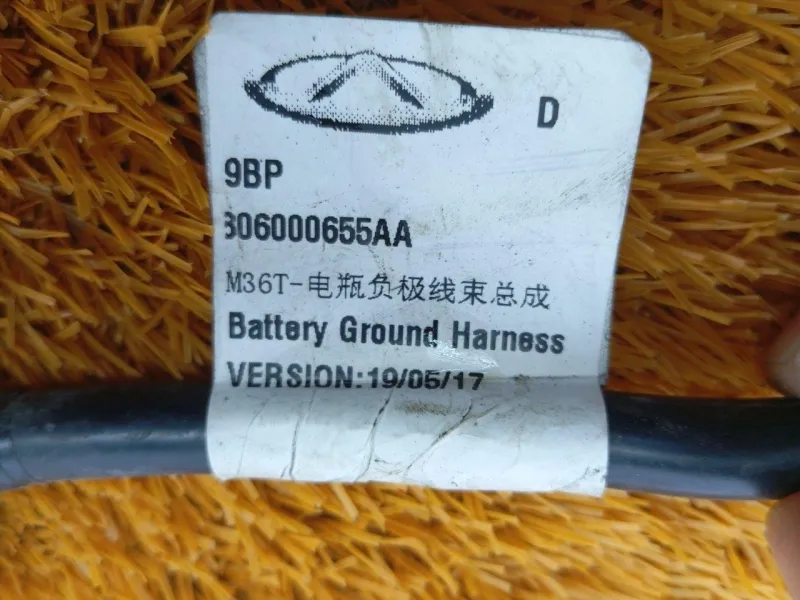 D
9BP
806000655AA
M36T-电瓶负极线束总成
Battery Ground Harness
VERSION:19/05/17